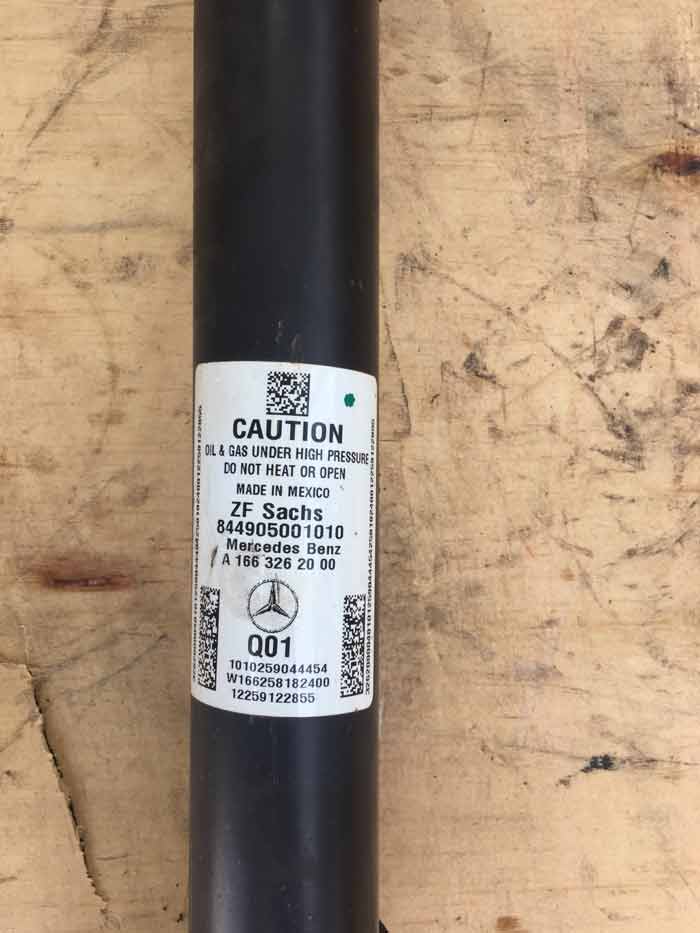 CAUTION
OIL & GAS UNDER HIGH PRESSURE
DO NOT HEAT OR OPEN
MADE IN MEXICO
ZF Sachs
844905001010
Mercedes Benz
A 166 326 20 00
Q01
1010259044454
W166258182400
12259122855